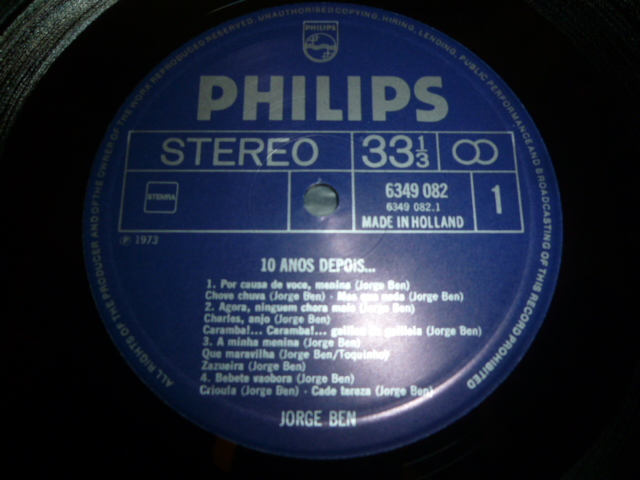 ALL RIGHTS OF THE PRODUCER AND OF THE OWNER OF THE WORK REPRODUCED RESERVED. UNAUTHORISED COPYING, HIRING, LENDING, PUBLIC PERFORMANCE AND BROADCASTING OF THIS RECORD PROHIBITED
PHILIPS
PHILIPS
STEREO 33 1/3
STEMRA 6349 082 1
6349 082.1
MADE IN HOLLAND
Ⓟ 1973
10 ANOS DEPOIS...
1. Por causa de voce, menina (Jorge Ben)
Chove chuva (Jorge Ben) · Mas que nada (Jorge Ben)
2. Agora, ninguem chora mais (Jorge Ben)
Charles, anjo (Jorge Ben)
Caramba!... Caramba!... (Jorge Ben)
3. A minha menina (Jorge Ben)
Que maravilha (Jorge Ben/Toquinho)
Zazueira (Jorge Ben)
4. Bebete vaobora (Jorge Ben)
Crioula (Jorge Ben) · Cade tereza (Jorge Ben)
JORGE BEN